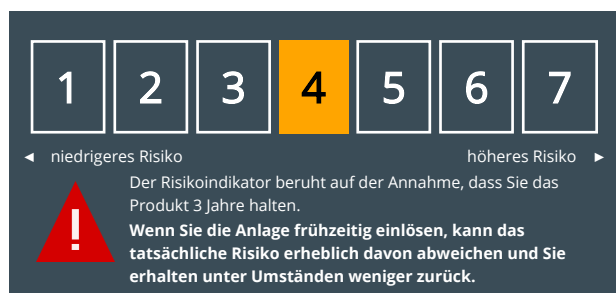 1 2 3 4 5 6 7
◄ niedrigeres Risiko höheres Risiko ►
Der Risikoindikator beruht auf der Annahme, dass Sie das
Produkt 3 Jahre halten.
Wenn Sie die Anlage frühzeitig einlösen, kann das
tatsächliche Risiko erheblich davon abweichen und Sie
erhalten unter Umständen weniger zurück.
!